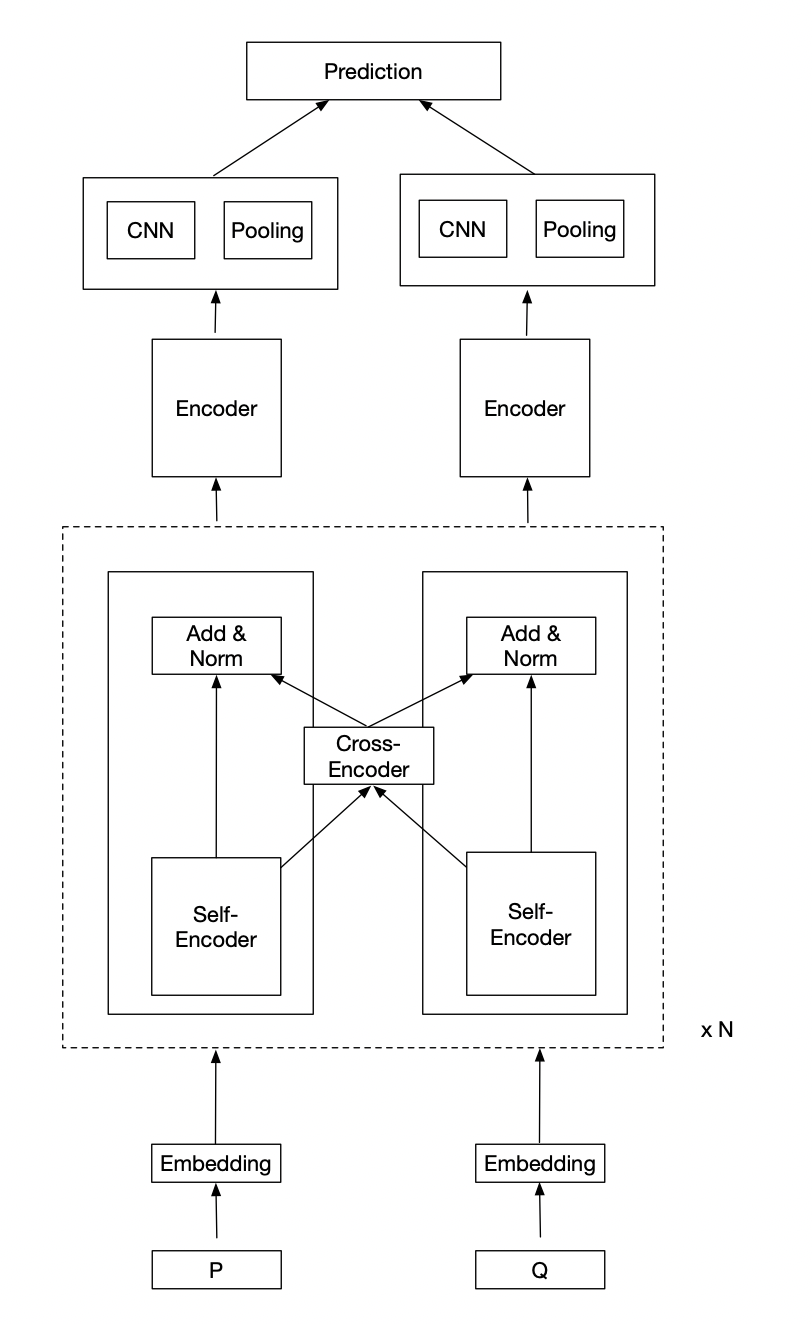 Prediction
CNN
Pooling
CNN
Pooling
Encoder
Encoder
Add &
Norm
Add &
Norm
Cross-
Encoder
Self-
Encoder
Self-
Encoder
x N
Embedding
Embedding
P
Q